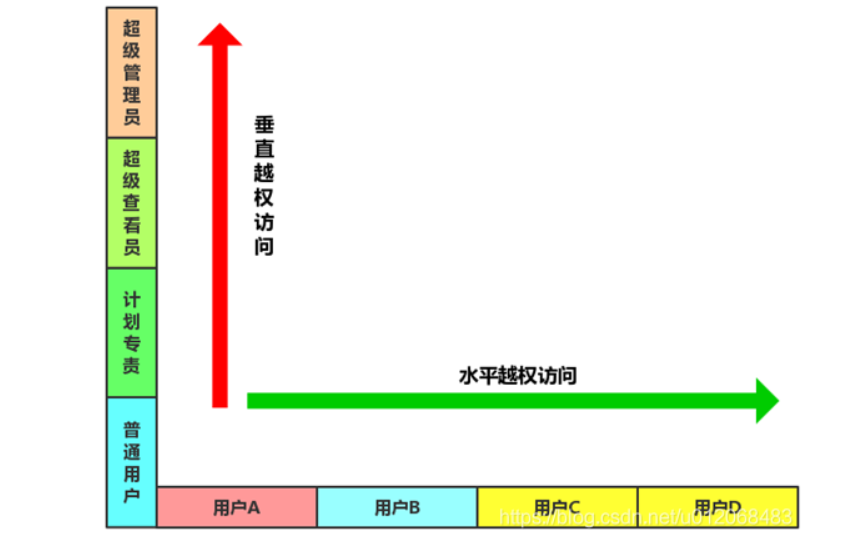 超级管理员
超级查看员
计划专责
普通用户
垂直越权访问
水平越权访问
用户A
用户B
用户C
用户D
https://blog.csdn.net/u012068483